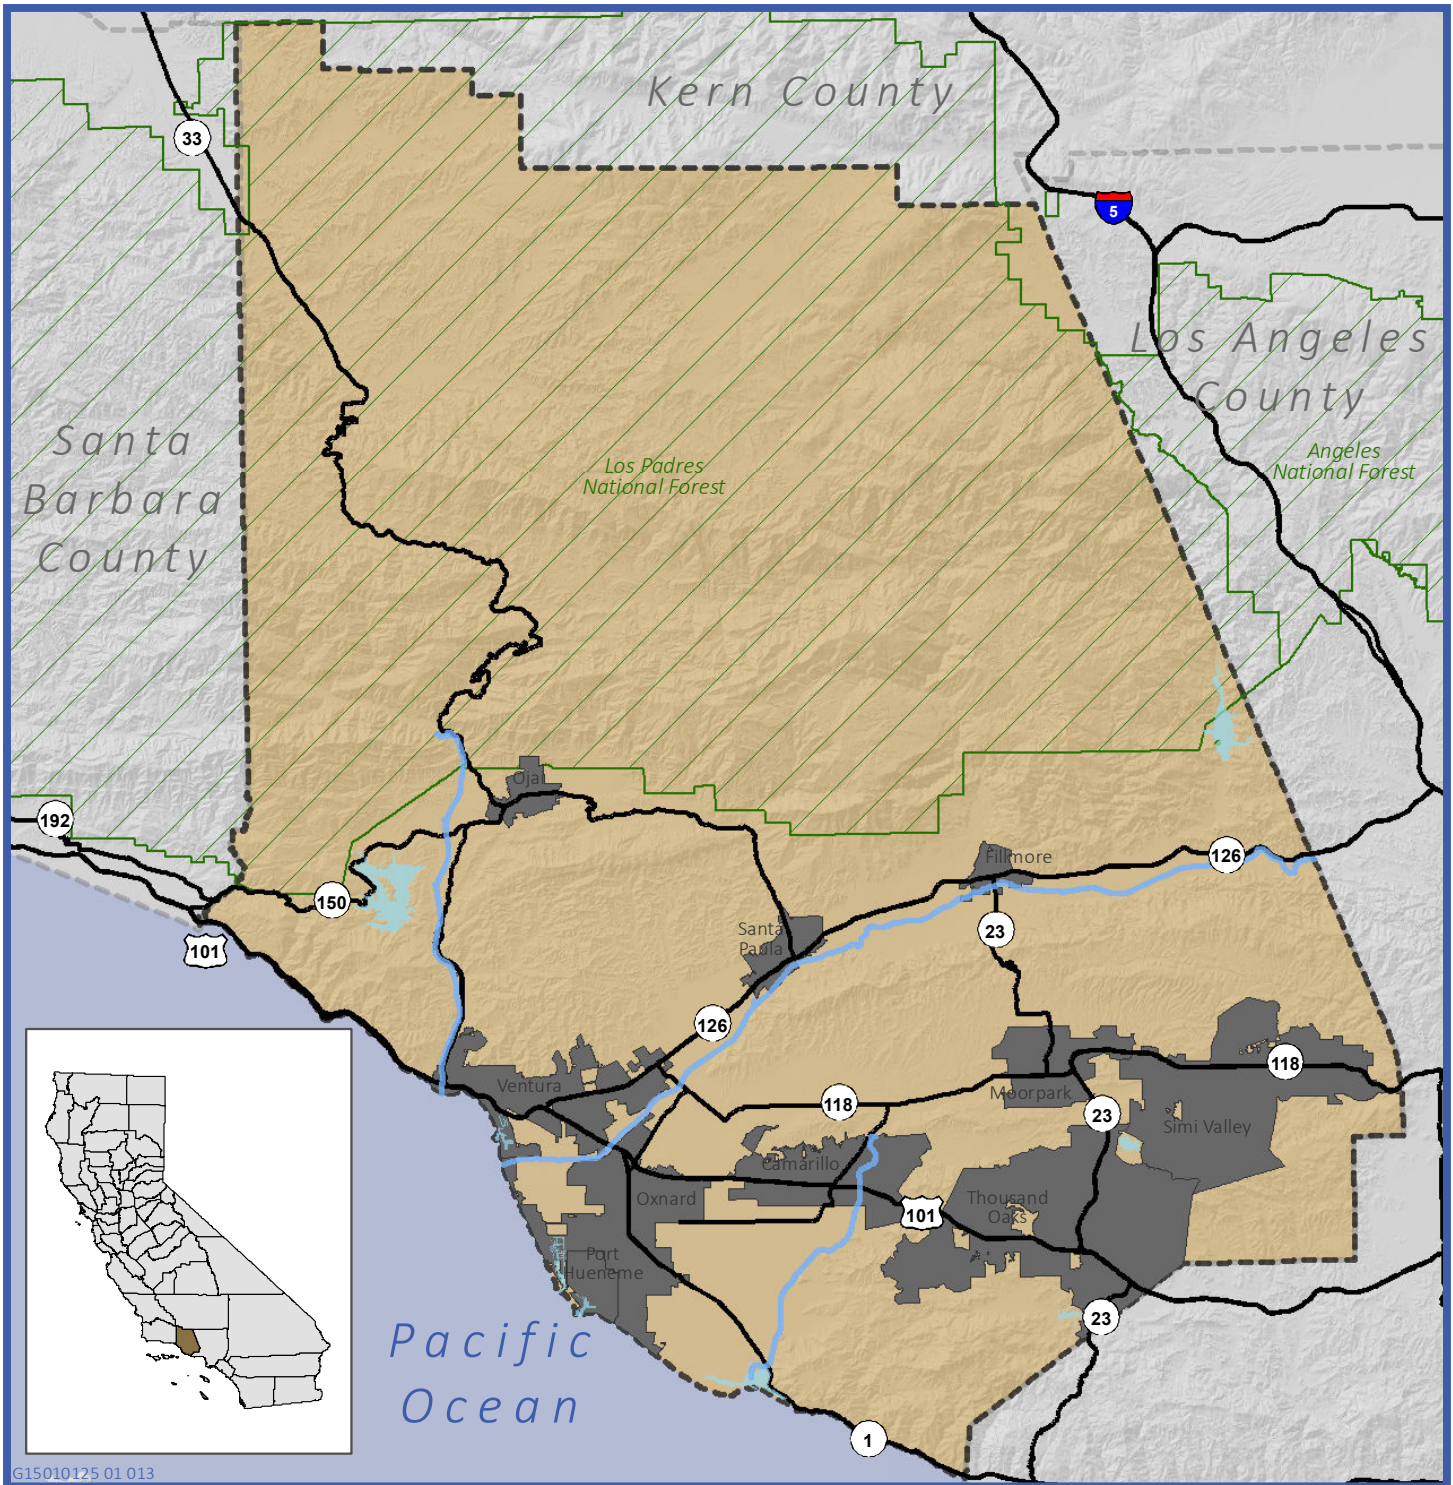 Kern County
33
5
Los Angeles
County
Santa
Barbara
County
Los Padres
National Forest
Angeles
National Forest
Ojai
192
Fillmore
126
150
23
Santa
Paula
101
126
118
Ventura
118
Moorpark
23
Simi Valley
Camarillo
Oxnard
Thousand
Oaks
101
Port
Hueneme
23
Pacific
Ocean
1
G15010125 01 013